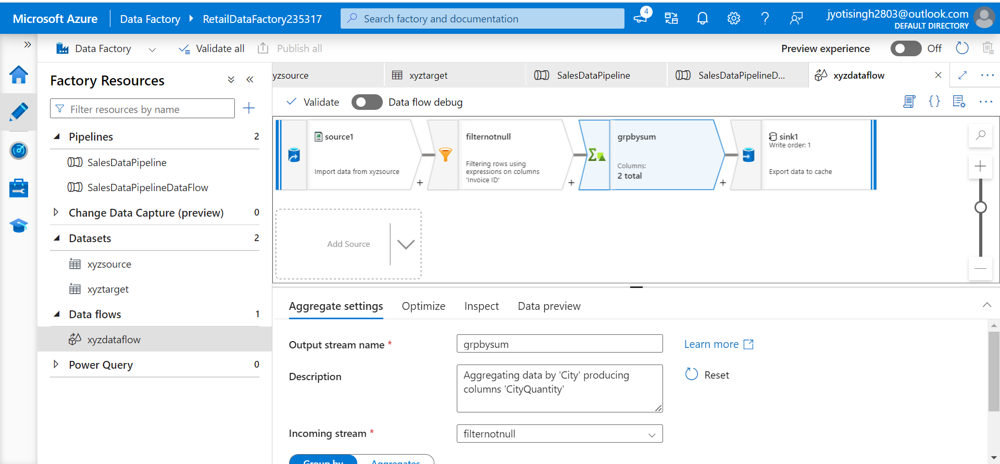 Microsoft Azure
Data Factory
RetailDataFactory235317
Search factory and documentation
4
jyotisingh2803@outlook.com
DEFAULT DIRECTORY
Data Factory
Validate all
Publish all
Preview experience
Off
Factory Resources
Filter resources by name
Pipelines 2
SalesDataPipeline
SalesDataPipelineDataFlow
Change Data Capture (preview) 0
Datasets 2
xyzsource
xyztarget
Data flows 1
xyzdataflow
Power Query 0
yzsource
xyztarget
SalesDataPipeline
SalesDataPipelineD...
xyzdataflow
Validate
Data flow debug
source1
Import data from xyzsource
filternotnull
Filtering rows using
expressions on columns
'Invoice ID'
grpbysum
Columns:
2 total
sink1
Write order: 1
Export data to cache
Add Source
Aggregate settings
Optimize
Inspect
Data preview
Output stream name *
grpbysum
Learn more
Description
Aggregating data by 'City' producing
columns 'CityQuantity'
Reset
Incoming stream *
filternotnull
Group by
Aggregates